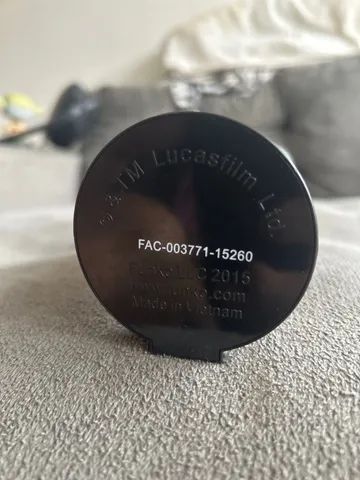 © & TM Lucasfilm Ltd.
FAC-003771-15260
Funko LLC 2015
www.funko.com
Made in Vietnam